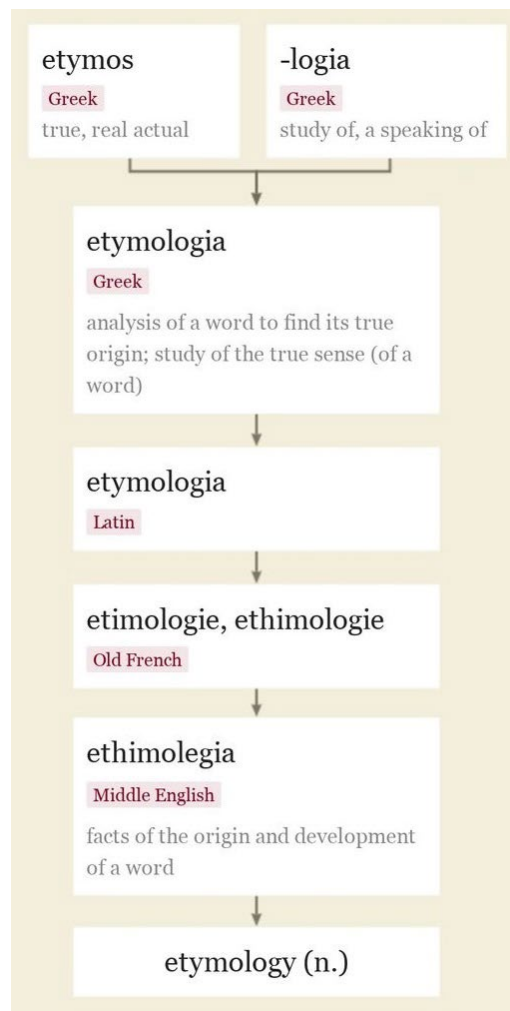 etymos
Greek
true, real actual
-logia
Greek
study of, a speaking of
etymologia
Greek
analysis of a word to find its true
origin; study of the true sense (of a
word)
etymologia
Latin
etimologie, ethimologie
Old French
ethimolegia
Middle English
facts of the origin and development
of a word
etymology (n.)